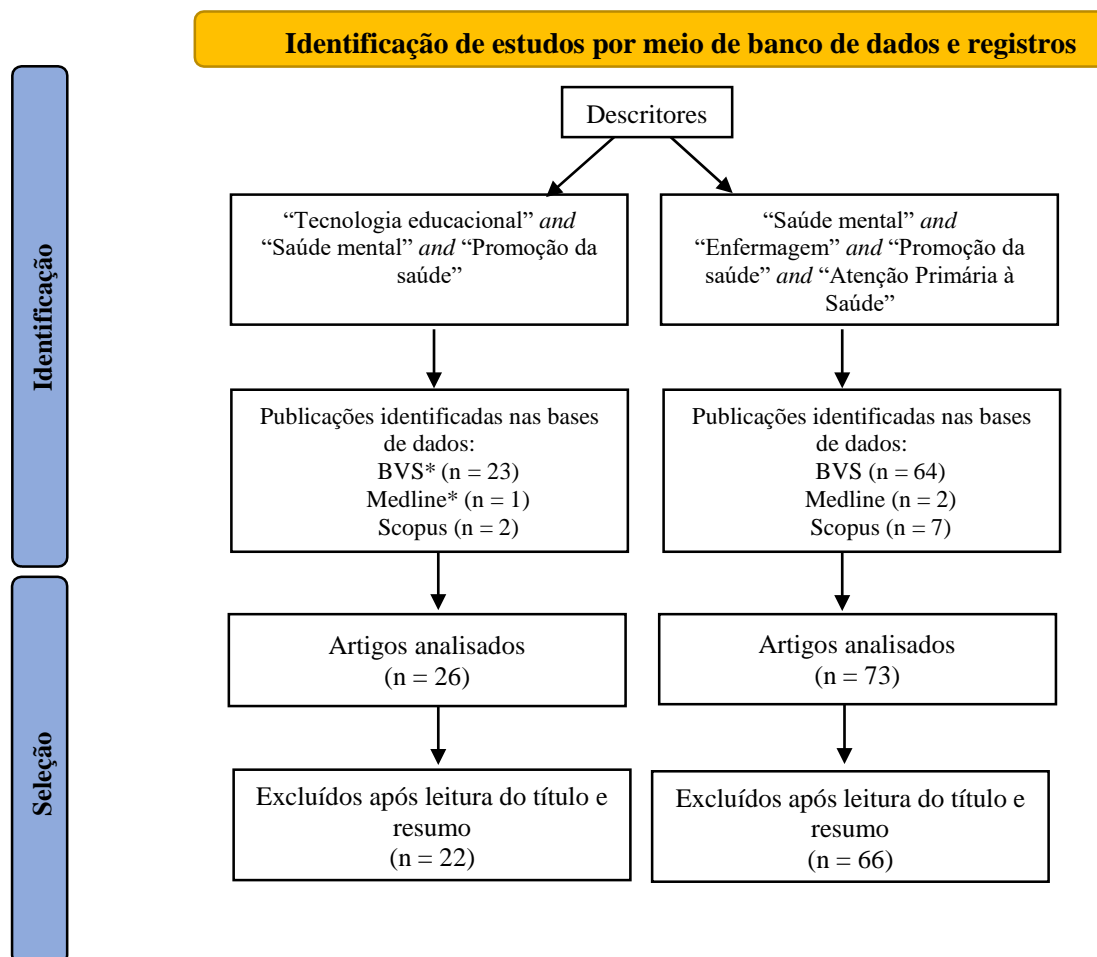 Identificação de estudos por meio de banco de dados e registros
Identificação
Descritores
“Tecnologia educacional” and
“Saúde mental” and “Promoção da
saúde”
“Saúde mental” and
“Enfermagem” and “Promoção da
saúde” and “Atenção Primária à
Saúde”
Publicações identificadas nas bases
de dados:
BVS* (n = 23)
Medline* (n = 1)
Scopus (n = 2)
Publicações identificadas nas bases
de dados:
BVS (n = 64)
Medline (n = 2)
Scopus (n = 7)
Seleção
Artigos analisados
(n = 26)
Artigos analisados
(n = 73)
Excluídos após leitura do título e
resumo
(n = 22)
Excluídos após leitura do título e
resumo
(n = 66)